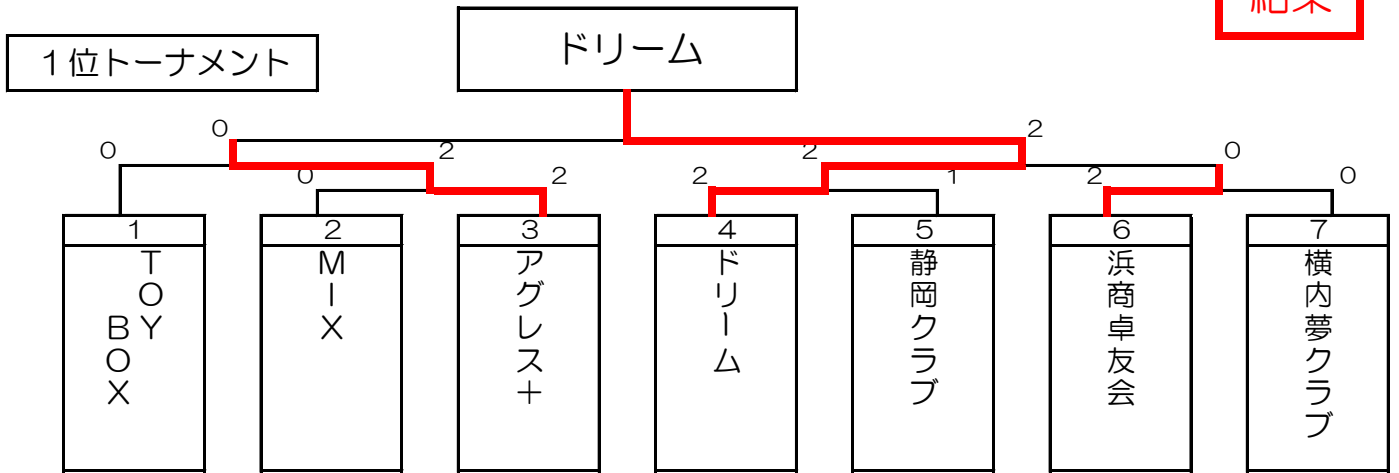 結果
ドリーム
1位トーナメント
0 2
0 2 2 0
0 2 2 1 2 0
1 2 3 4 5 6 7
TOY
BOX
MIX
アグレス+
ドリーム
静岡クラブ
浜商卓友会
横内夢クラブ